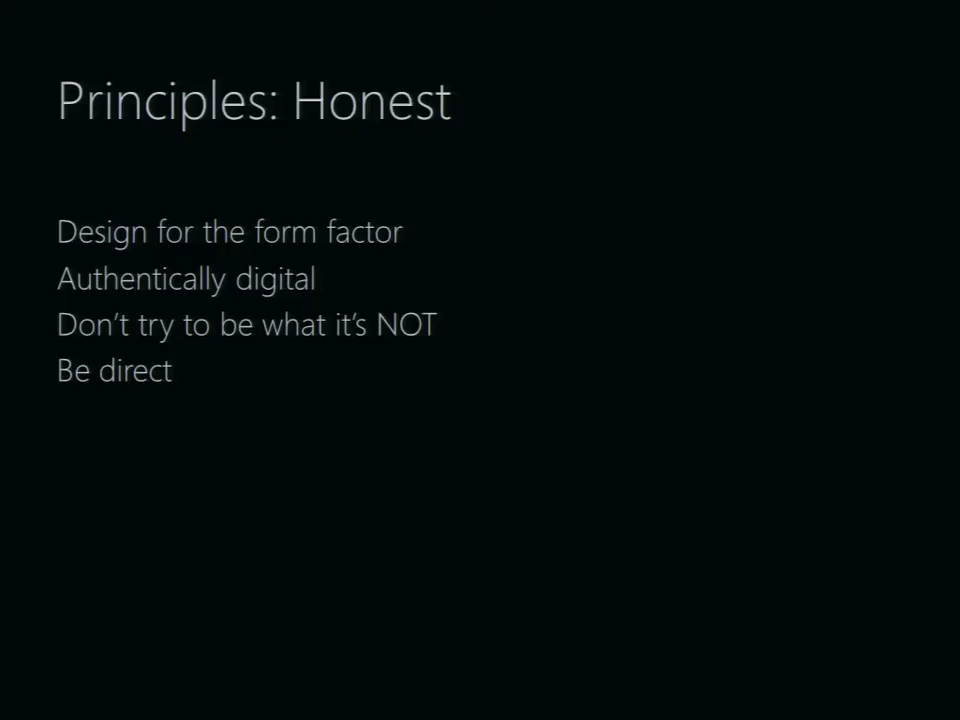 Principles: Honest
Design for the form factor
Authentically digital
Don’t try to be what it’s NOT
Be direct